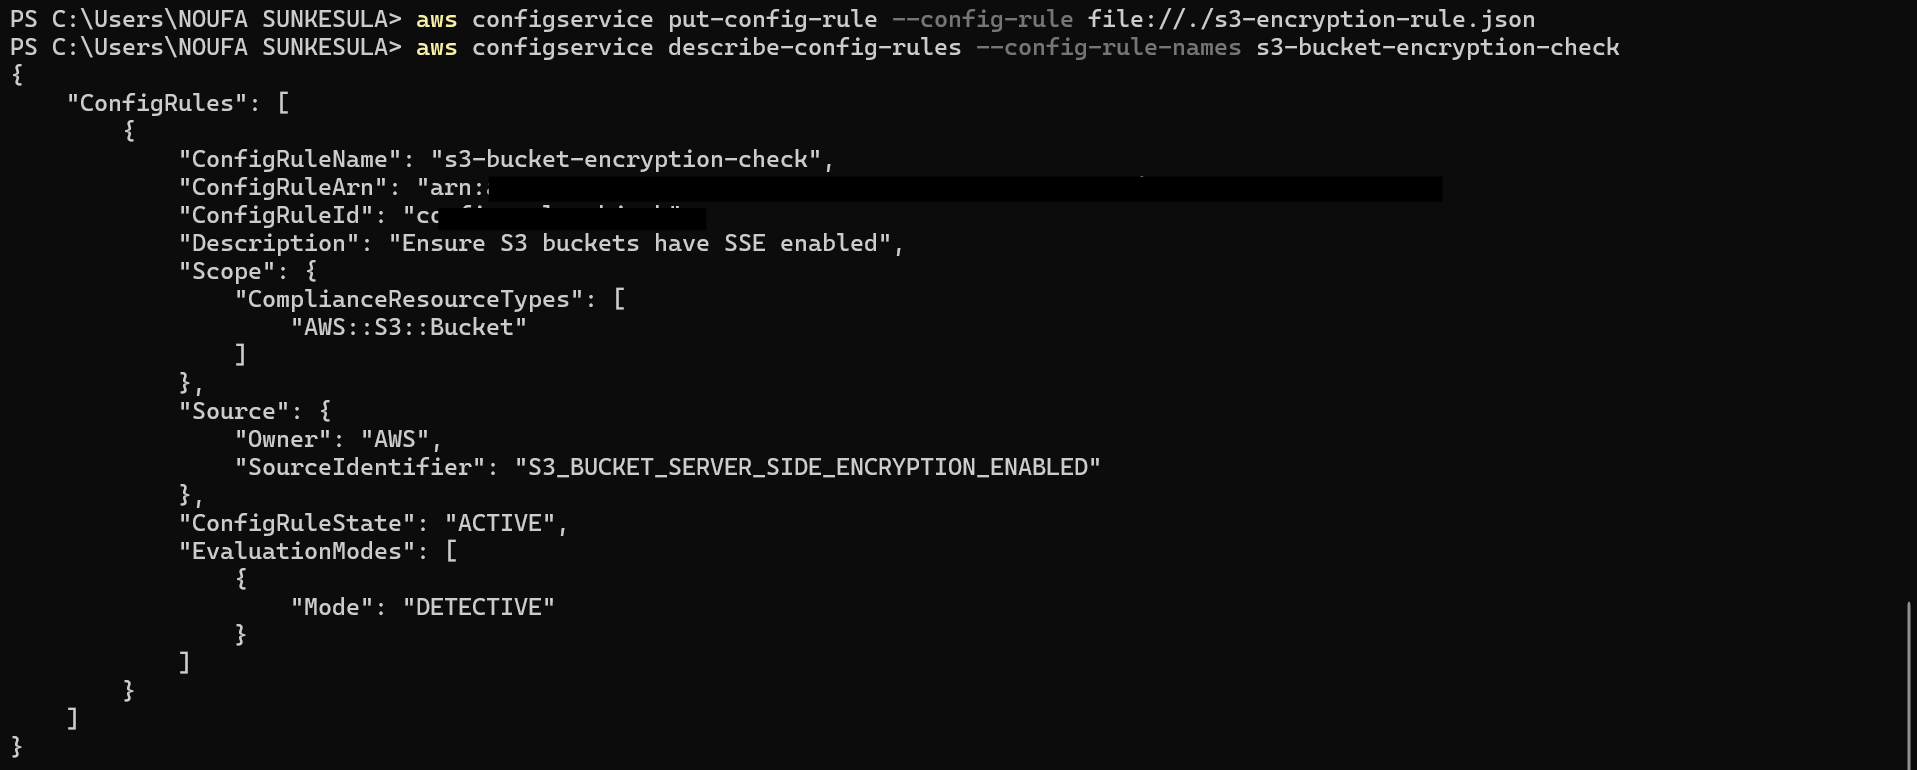 PS C:\Users\NOUFA SUNKESULA> aws configservice put-config-rule --config-rule file://./s3-encryption-rule.json
PS C:\Users\NOUFA SUNKESULA> aws configservice describe-config-rules --config-rule-names s3-bucket-encryption-check
{
    "ConfigRules": [
        {
            "ConfigRuleName": "s3-bucket-encryption-check",
            "ConfigRuleArn": "arn:
            "ConfigRuleId": "
            "Description": "Ensure S3 buckets have SSE enabled",
            "Scope": {
                "ComplianceResourceTypes": [
                    "AWS::S3::Bucket"
                ]
            },
            "Source": {
                "Owner": "AWS",
                "SourceIdentifier": "S3_BUCKET_SERVER_SIDE_ENCRYPTION_ENABLED"
            },
            "ConfigRuleState": "ACTIVE",
            "EvaluationModes": [
                {
                    "Mode": "DETECTIVE"
                }
            ]
        }
    ]
}